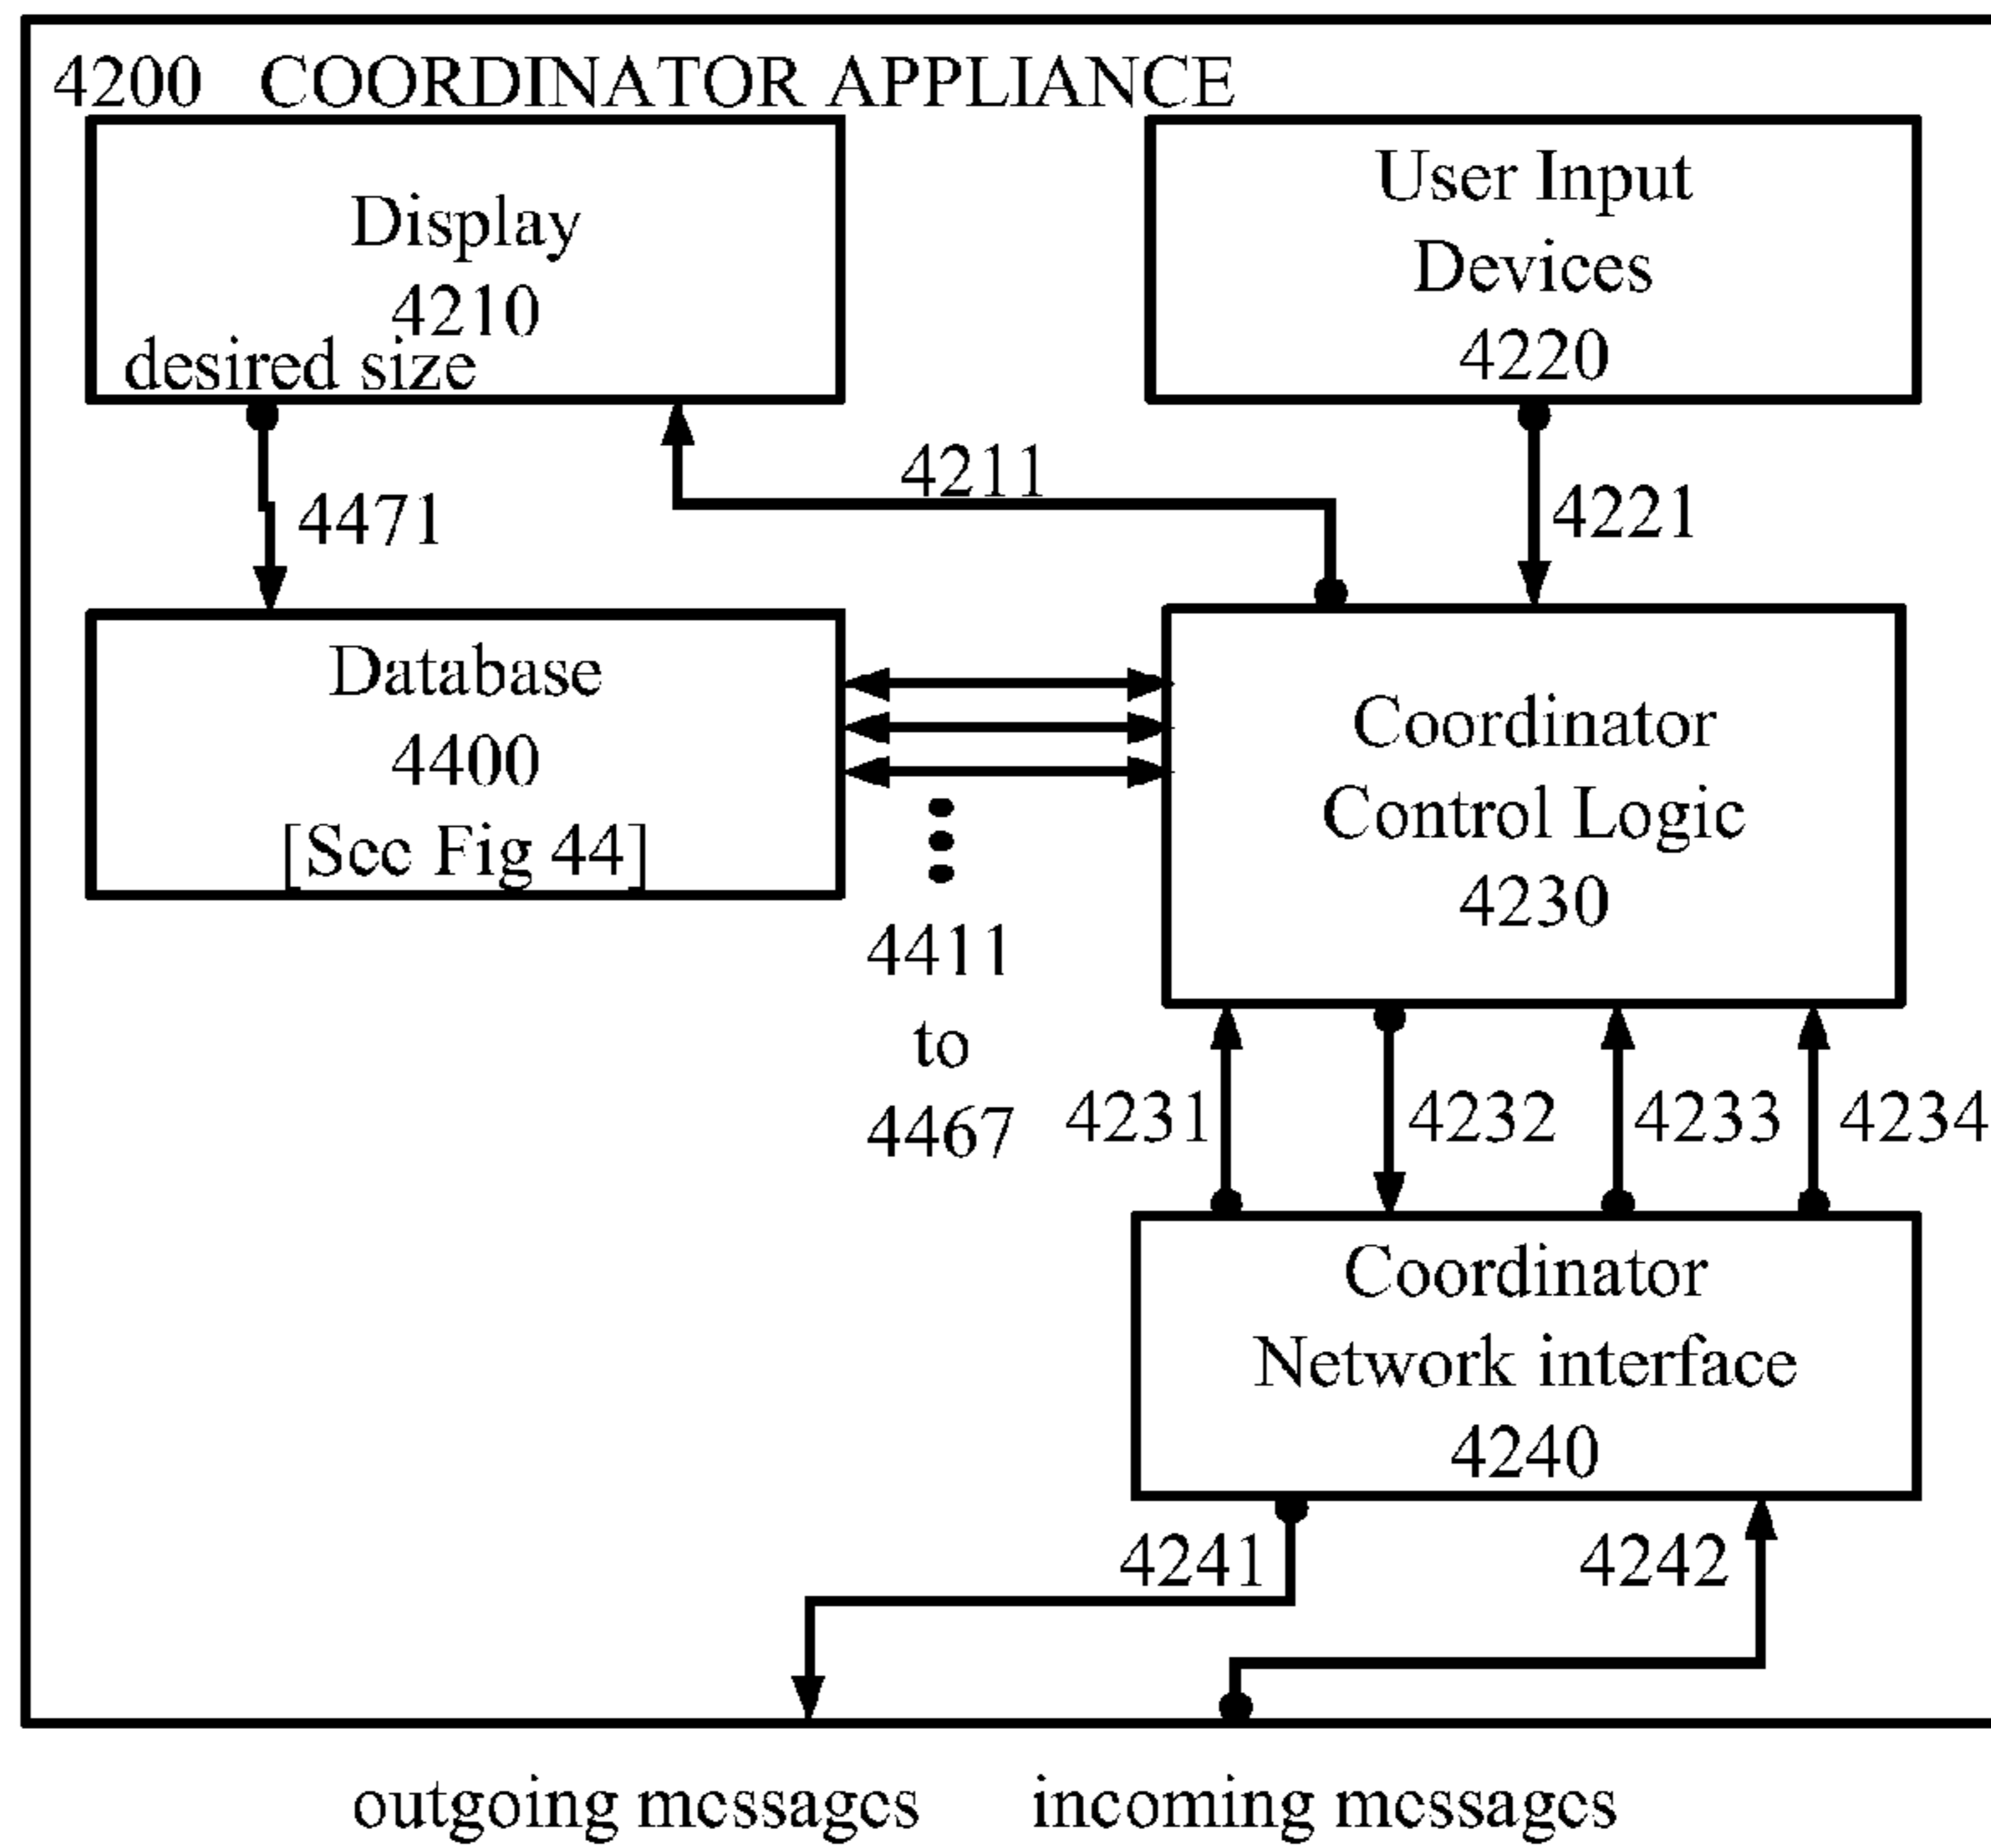 4200 COORDINATOR APPLIANCE
Display
4210
desired size
User Input
Devices
4220
4471
4211
4221
Database
4400
[See Fig 44]
4411
to
4467
Coordinator
Control Logic
4230
4231
4232
4233
4234
Coordinator
Network interface
4240
4241
4242
outgoing messages
incoming messages